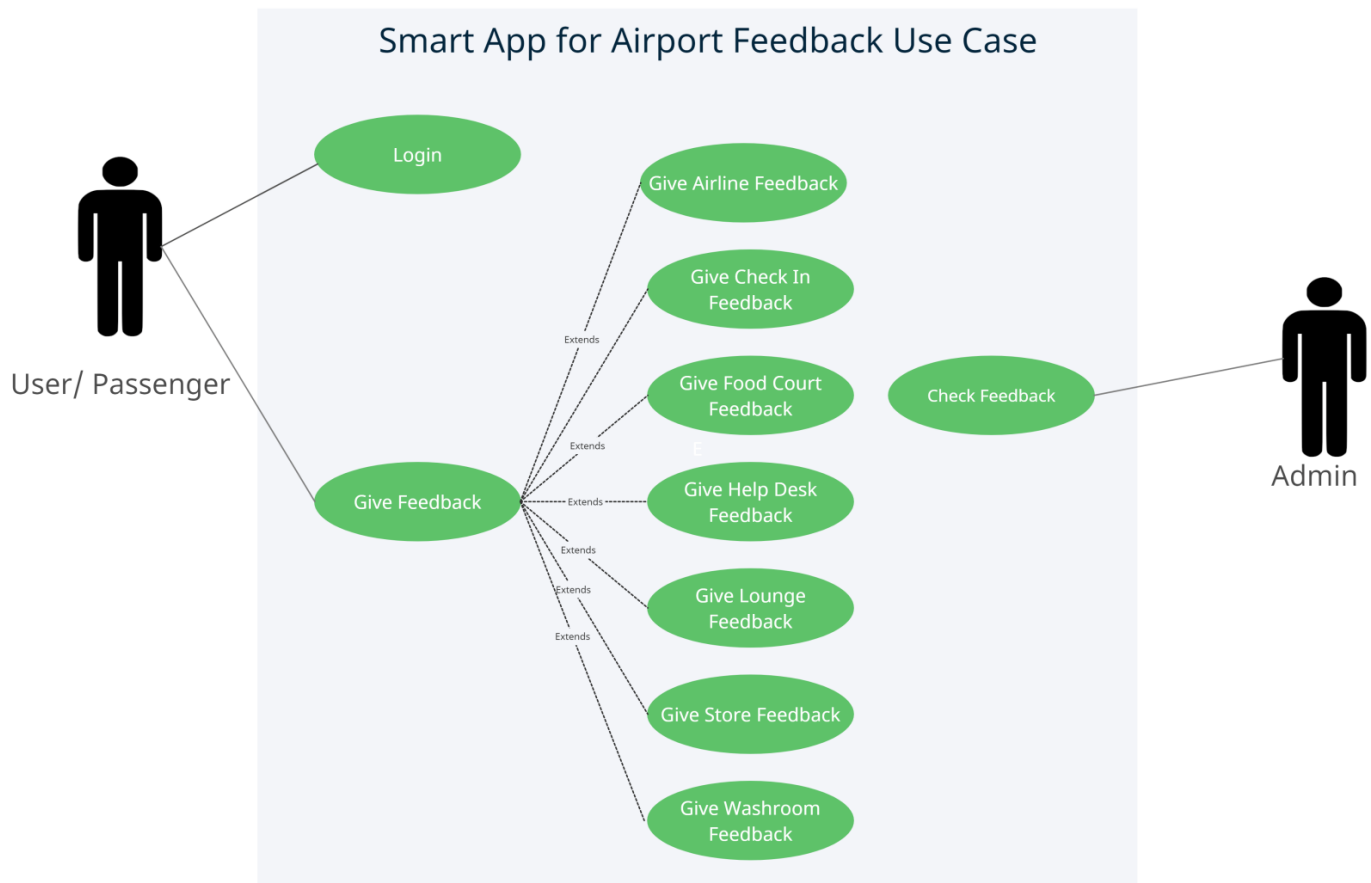 Smart App for Airport Feedback Use Case
Login
Give Airline Feedback
Give Check In
Feedback
Extends
User/ Passenger
Give Food Court
Feedback
Check Feedback
Extends
E
Admin
Give Feedback
Extends
Give Help Desk
Feedback
Extends
Extends
Give Lounge
Feedback
Extends
Give Store Feedback
Give Washroom
Feedback